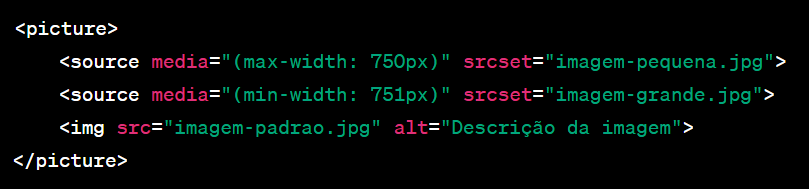 <picture>
    <source media="(max-width: 750px)" srcset="imagem-pequena.jpg">
    <source media="(min-width: 751px)" srcset="imagem-grande.jpg">
    <img src="imagem-padrao.jpg" alt="Descrição da imagem">
</picture>